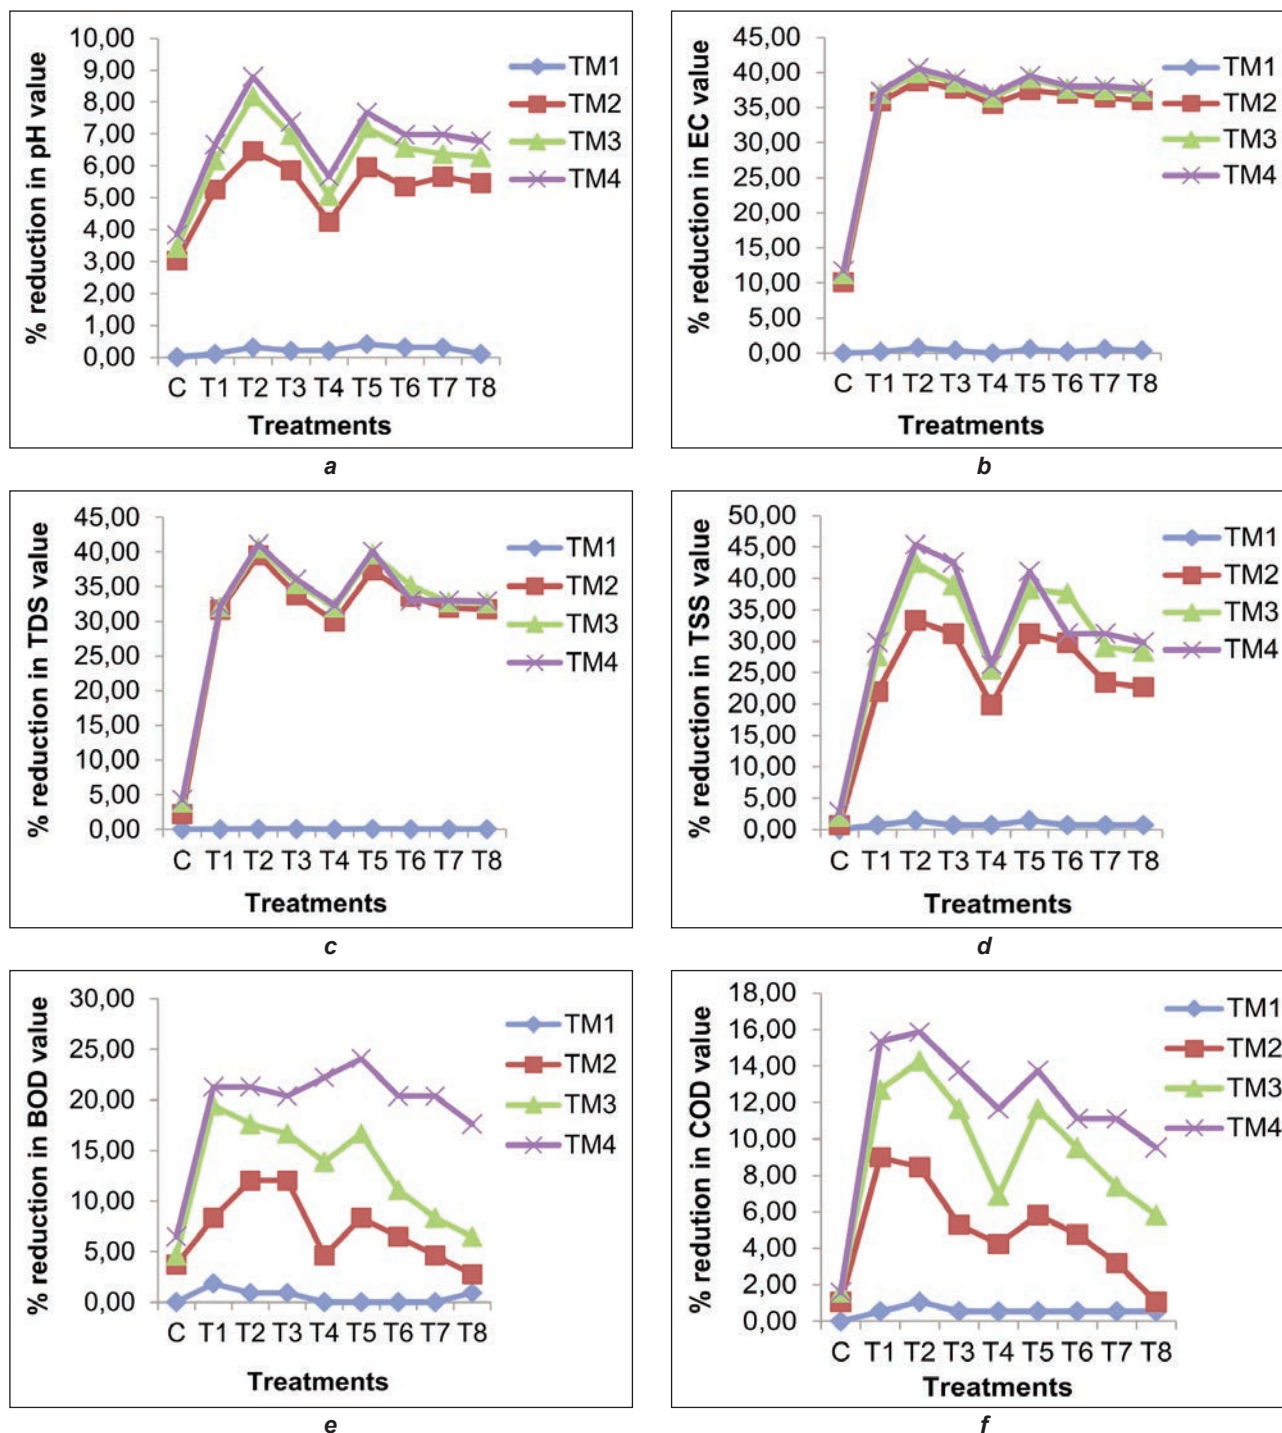 % reduction in pH value
10,00
9,00
8,00
7,00
6,00
5,00
4,00
3,00
2,00
1,00
0,00
C T1 T2 T3 T4 T5 T6 T7 T8
Treatments
TM1
TM2
TM3
TM4
a
% reduction in EC value
45,00
40,00
35,00
30,00
25,00
20,00
15,00
10,00
5,00
0,00
C T1 T2 T3 T4 T5 T6 T7 T8
Treatments
TM1
TM2
TM3
TM4
b
% reduction in TDS value
45,00
40,00
35,00
30,00
25,00
20,00
15,00
10,00
5,00
0,00
C T1 T2 T3 T4 T5 T6 T7 T8
Treatments
TM1
TM2
TM3
TM4
c
% reduction in TSS value
50,00
45,00
40,00
35,00
30,00
25,00
20,00
15,00
10,00
5,00
0,00
C T1 T2 T3 T4 T5 T6 T7 T8
Treatments
TM1
TM2
TM3
TM4
d
% reduction in BOD value
30,00
25,00
20,00
15,00
10,00
5,00
0,00
C T1 T2 T3 T4 T5 T6 T7 T8
Treatments
TM1
TM2
TM3
TM4
e
% redution in COD value
18,00
16,00
14,00
12,00
10,00
8,00
6,00
4,00
2,00
0,00
C T1 T2 T3 T4 T5 T6 T7 T8
Treatments
TM1
TM2
TM3
TM4
f